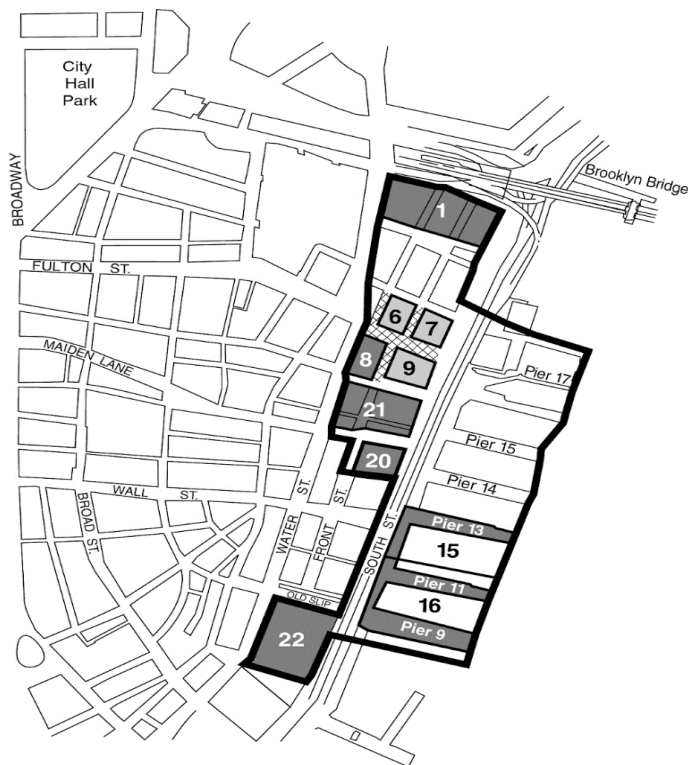 City
Hall
Park
BROADWAY
Brooklyn Bridge
1
FULTON ST.
6
7
MAIDEN LANE
8
9
Pier 17
21
Pier 15
20
Pier 14
WALL ST.
BROAD ST.
WATER ST.
FRONT ST.
SOUTH ST.
Pier 13
15
Pier 11
16
OLD SLIP
Pier 9
22